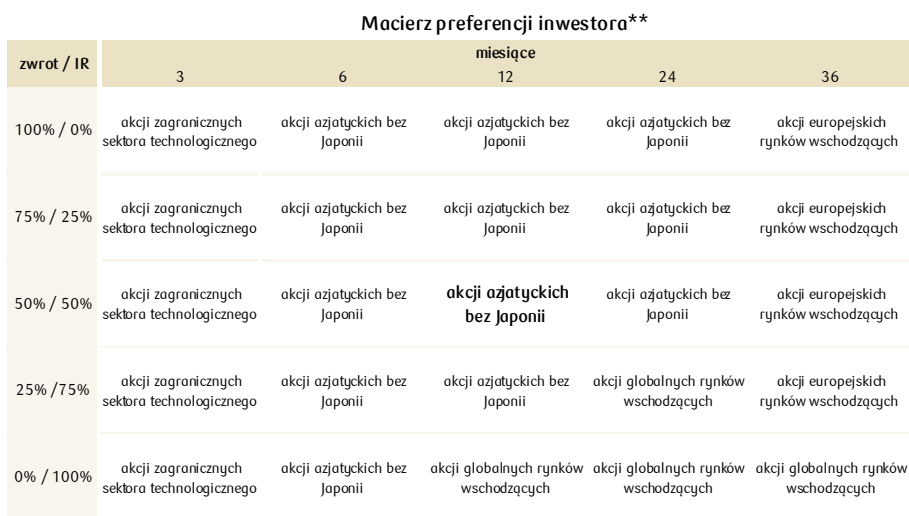 Macierz preferencji inwestora**
zwrot / IR
miesiące
3 6 12 24 36
100% / 0%
akcji zagranicznych akcji azjatyckich bez akcji azjatyckich bez akcji azjatyckich bez akcji europejskich
sektora technologicznego Japonii Japonii Japonii rynków wschodzących
75% / 25%
akcji zagranicznych akcji azjatyckich bez akcji azjatyckich bez akcji azjatyckich bez akcji europejskich
sektora technologicznego Japonii Japonii Japonii rynków wschodzących
50% / 50%
akcji zagranicznych akcji azjatyckich bez akcji azjatyckich akcji azjatyckich bez akcji europejskich
sektora technologicznego Japonii bez Japonii Japonii rynków wschodzących
25% /75%
akcji zagranicznych akcji azjatyckich bez akcji azjatyckich bez akcji globalnych rynków akcji europejskich
sektora technologicznego Japonii Japonii wschodzących rynków wschodzących
0% / 100%
akcji zagranicznych akcji azjatyckich bez akcji globalnych rynków akcji globalnych rynków akcji globalnych rynków
sektora technologicznego Japonii wschodzących wschodzących wschodzących